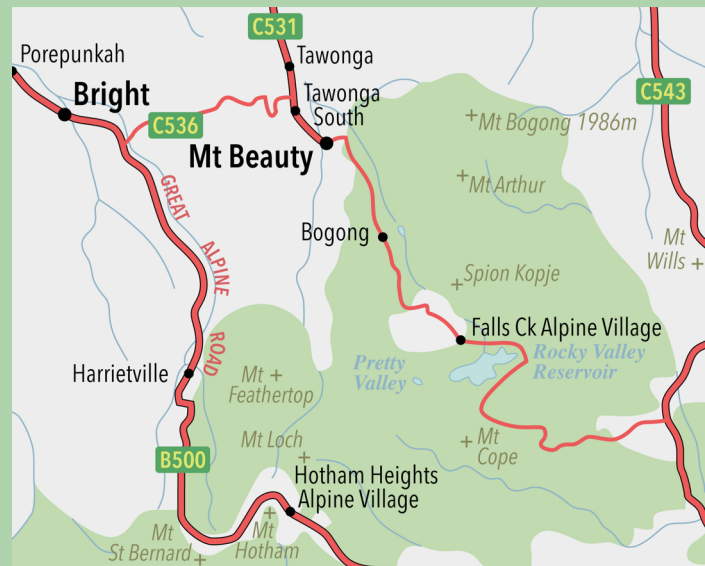 C531
Porepunkah
Tawonga
Bright
C543
Tawonga
South
C536
Mt Bogong 1986m
Mt Beauty
Mt Arthur
GREAT
ALPINE
ROAD
Bogong
Mt
Wills
Spion Kopje
Falls Ck Alpine Village
Rocky Valley
Reservoir
Pretty
Valley
Harrietville
Mt
Feathertop
Mt Loch
Mt
Cope
B500
Hotham Heights
Alpine Village
Mt
St Bernard
Mt
Hotham